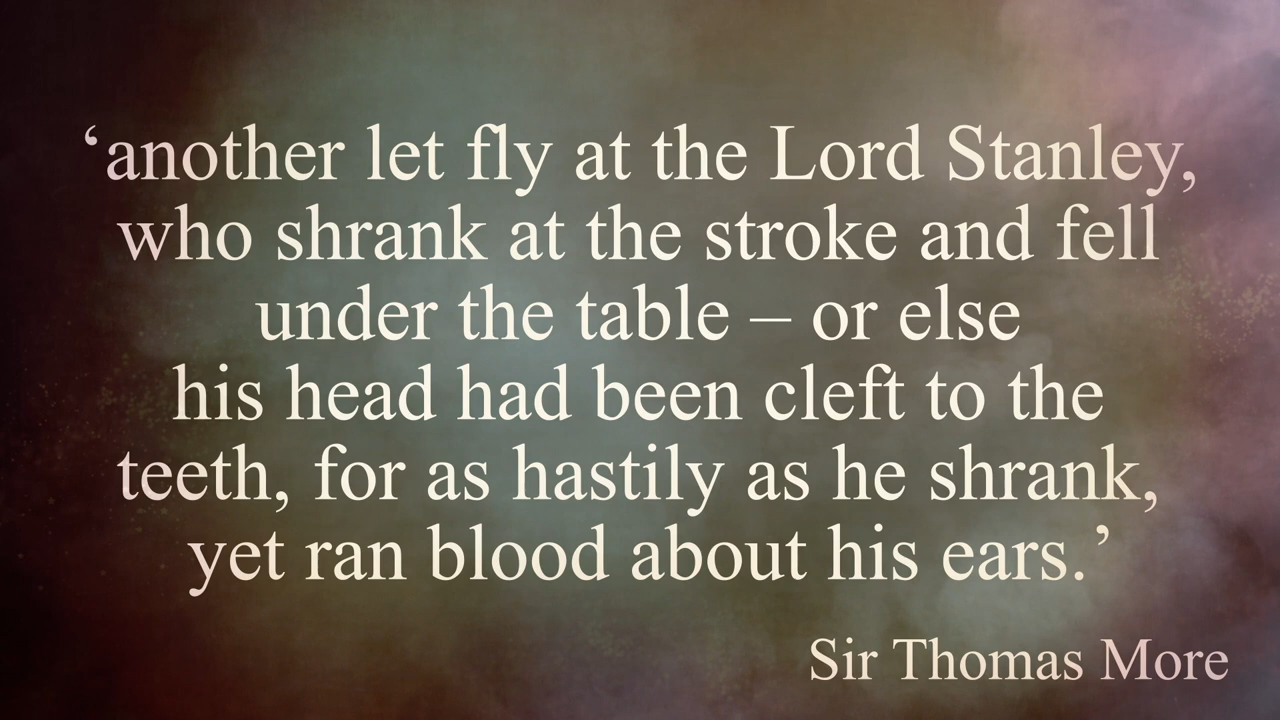 ‘another let fly at the Lord Stanley,
who shrank at the stroke and fell
under the table – or else
his head had been cleft to the
teeth, for as hastily as he shrank,
yet ran blood about his ears.’
Sir Thomas More